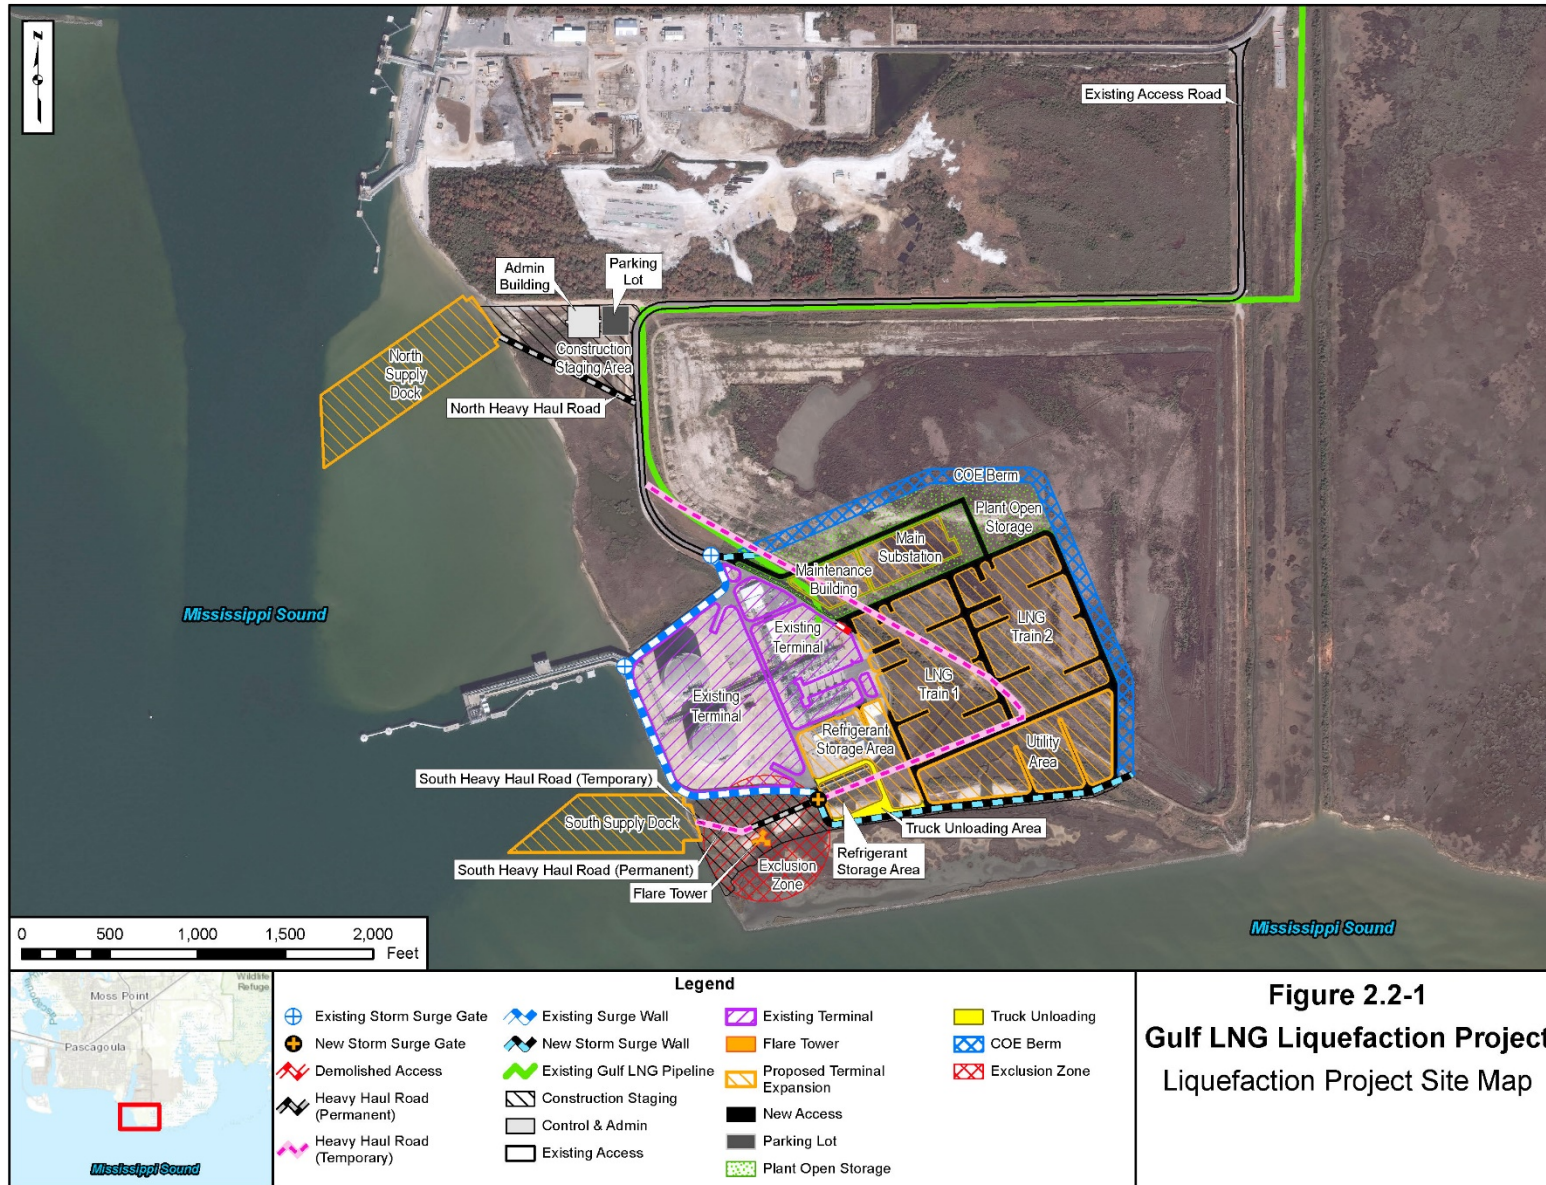 N
Existing Access Road
Admin
Building
Parking
Lot
North
Supply
Dock
Construction
Staging Area
North Heavy Haul Road
COE Berm
Plant Open
Storage
Main
Substation
Maintenance
Building
Mississippi Sound
Existing
Terminal
LNG
Train 2
LNG
Train 1
Existing
Terminal
Refrigerant
Storage Area
Utility
Area
South Heavy Haul Road (Temporary)
South Supply Dock
Truck Unloading Area
South Heavy Haul Road (Permanent)
Refrigerant
Storage Area
Exclusion
Zone
Flare Tower
Mississippi Sound
0 500 1,000 1,500 2,000
Feet
Wildlife
Refuge
Moss Point
Pascagoula
Pascagoula
Mississippi Sound
Legend
Existing Storm Surge Gate
New Storm Surge Gate
Demolished Access
Heavy Haul Road
(Permanent)
Heavy Haul Road
(Temporary)
Existing Surge Wall
New Storm Surge Wall
Existing Gulf LNG Pipeline
Construction Staging
Control & Admin
Existing Access
Existing Terminal
Flare Tower
Proposed Terminal
Expansion
New Access
Parking Lot
Plant Open Storage
Truck Unloading
COE Berm
Exclusion Zone
Figure 2.2-1
Gulf LNG Liquefaction Project
Liquefaction Project Site Map